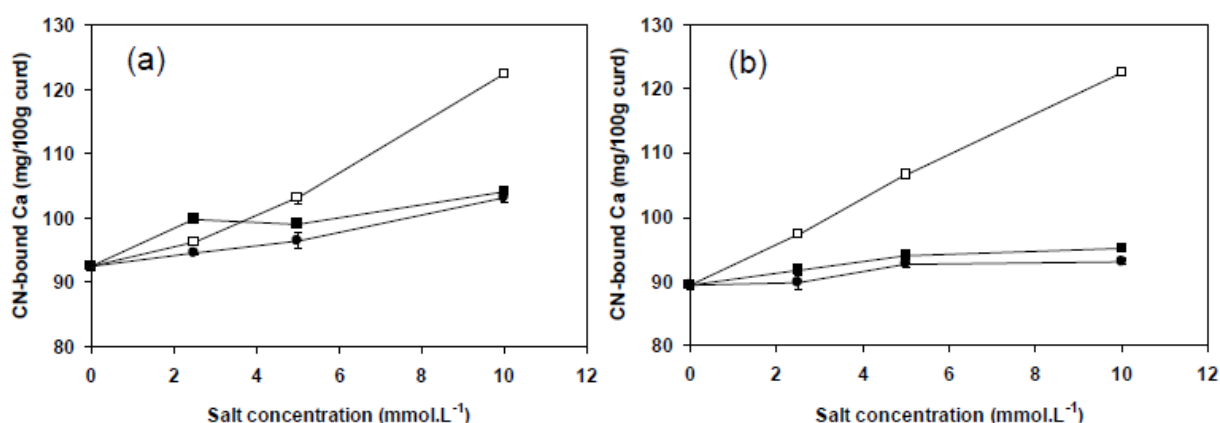 (a)
CN-bound Ca (mg/100g curd)
130
120
110
100
90
80
0 2 4 6 8 10 12
Salt concentration (mmol.L⁻¹)
(b)
CN-bound Ca (mg/100g curd)
130
120
110
100
90
80
0 2 4 6 8 10 12
Salt concentration (mmol.L⁻¹)